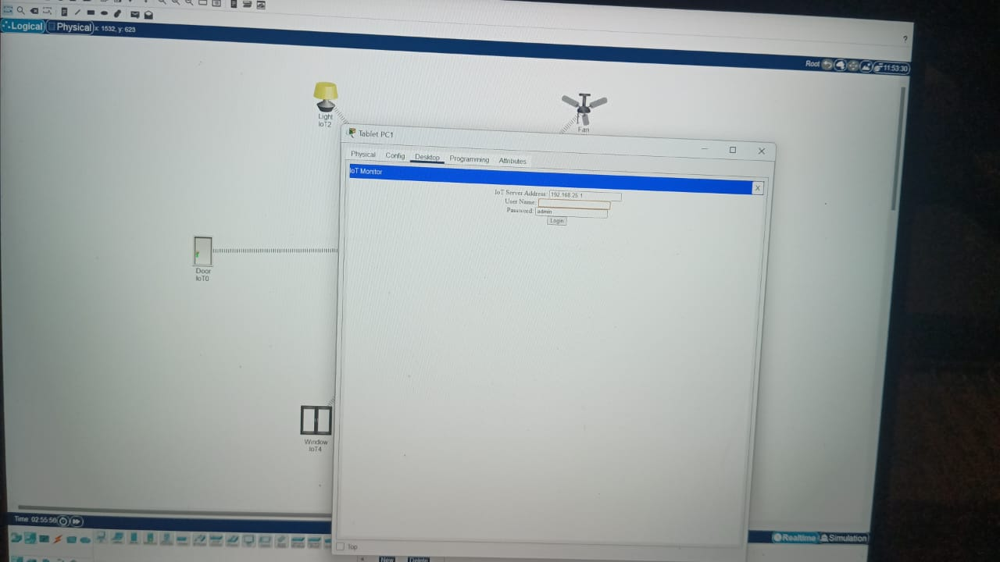 Logical Physical x: 1532, y: 623
?
Root 11:53:30
Light
IoT2
Fan
Tablet PC1
Physical Config Desktop Programming Attributes
IoT Monitor
X
IoT Server Address: 192.168.25.1
User Name:
Password: admin
Login
Door
IoT0
Window
IoT4
Time: 02:55:56
Top
Realtime Simulation
New Delete